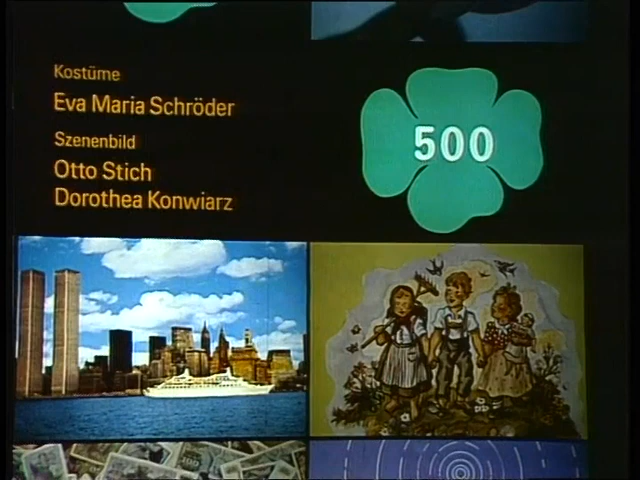 Kostüme
Eva Maria Schröder
500
Szenenbild
Otto Stich
Dorothea Konwiarz